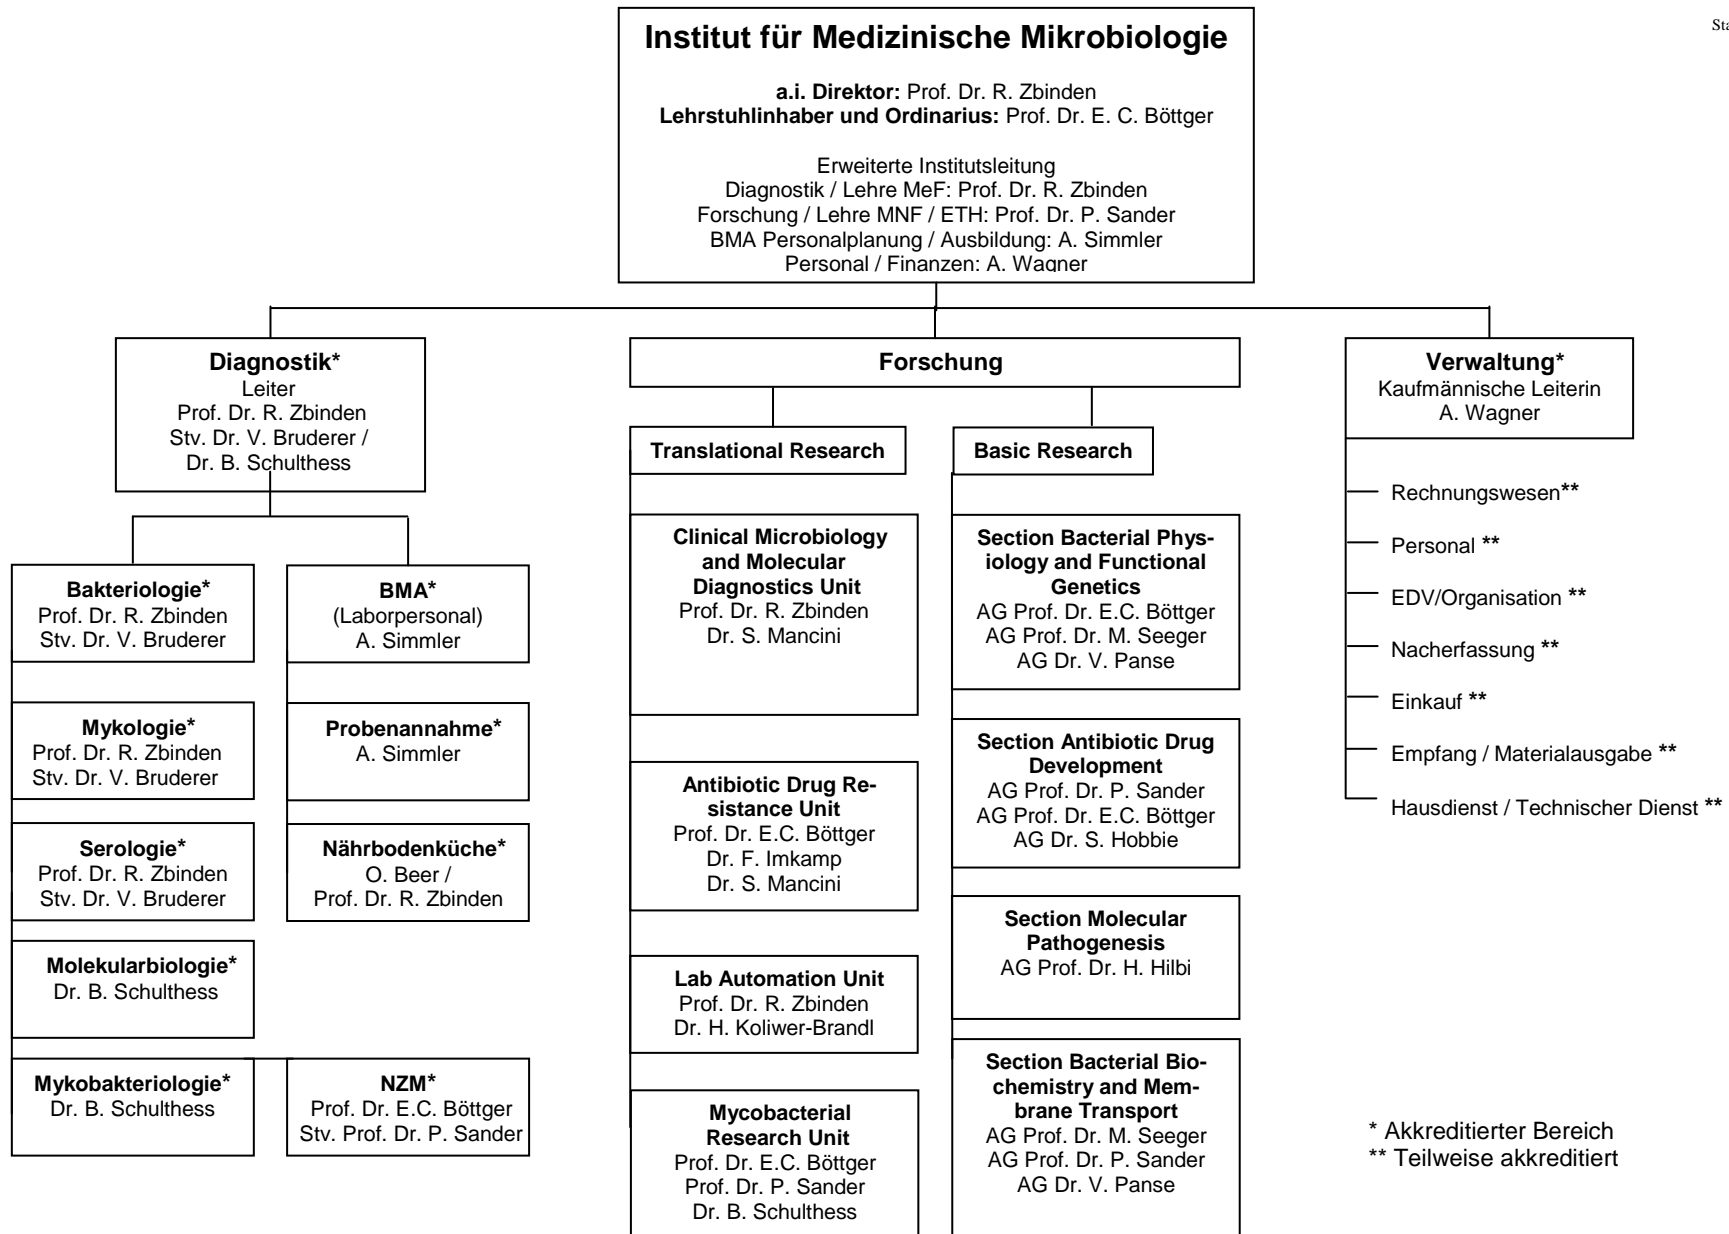 Sta
Institut für Medizinische Mikrobiologie
a.i. Direktor: Prof. Dr. R. Zbinden
Lehrstuhlinhaber und Ordinarius: Prof. Dr. E. C. Böttger
Erweiterte Institutsleitung
Diagnostik / Lehre MeF: Prof. Dr. R. Zbinden
Forschung / Lehre MNF / ETH: Prof. Dr. P. Sander
BMA Personalplanung / Ausbildung: A. Simmler
Personal / Finanzen: A. Wagner
Diagnostik*
Leiter
Prof. Dr. R. Zbinden
Stv. Dr. V. Bruderer /
Dr. B. Schulthess
Bakteriologie*
Prof. Dr. R. Zbinden
Stv. Dr. V. Bruderer
Mykologie*
Prof. Dr. R. Zbinden
Stv. Dr. V. Bruderer
Serologie*
Prof. Dr. R. Zbinden
Stv. Dr. V. Bruderer
Molekularbiologie*
Dr. B. Schulthess
Mykobakteriologie*
Dr. B. Schulthess
BMA*
(Laborpersonal)
A. Simmler
Probenannahme*
A. Simmler
Nährbodenküche*
O. Beer /
Prof. Dr. R. Zbinden
NZM*
Prof. Dr. E.C. Böttger
Stv. Prof. Dr. P. Sander
Forschung
Translational Research
Clinical Microbiology
and Molecular
Diagnostics Unit
Prof. Dr. R. Zbinden
Dr. S. Mancini
Antibiotic Drug Re-
sistance Unit
Prof. Dr. E.C. Böttger
Dr. F. Imkamp
Dr. S. Mancini
Lab Automation Unit
Prof. Dr. R. Zbinden
Dr. H. Koliwer-Brandl
Mycobacterial
Research Unit
Prof. Dr. E.C. Böttger
Prof. Dr. P. Sander
Dr. B. Schulthess
Basic Research
Section Bacterial Phys-
iology and Functional
Genetics
AG Prof. Dr. E.C. Böttger
AG Prof. Dr. M. Seeger
AG Dr. V. Panse
Section Antibiotic Drug
Development
AG Prof. Dr. P. Sander
AG Prof. Dr. E.C. Böttger
AG Dr. S. Hobbie
Section Molecular
Pathogenesis
AG Prof. Dr. H. Hilbi
Section Bacterial Bio-
chemistry and Mem-
brane Transport
AG Prof. Dr. M. Seeger
AG Prof. Dr. P. Sander
AG Dr. V. Panse
Verwaltung*
Kaufmännische Leiterin
A. Wagner
Rechnungswesen**
Personal **
EDV/Organisation **
Nacherfassung **
Einkauf **
Empfang / Materialausgabe **
Hausdienst / Technischer Dienst **
* Akkreditierter Bereich
** Teilweise akkreditiert